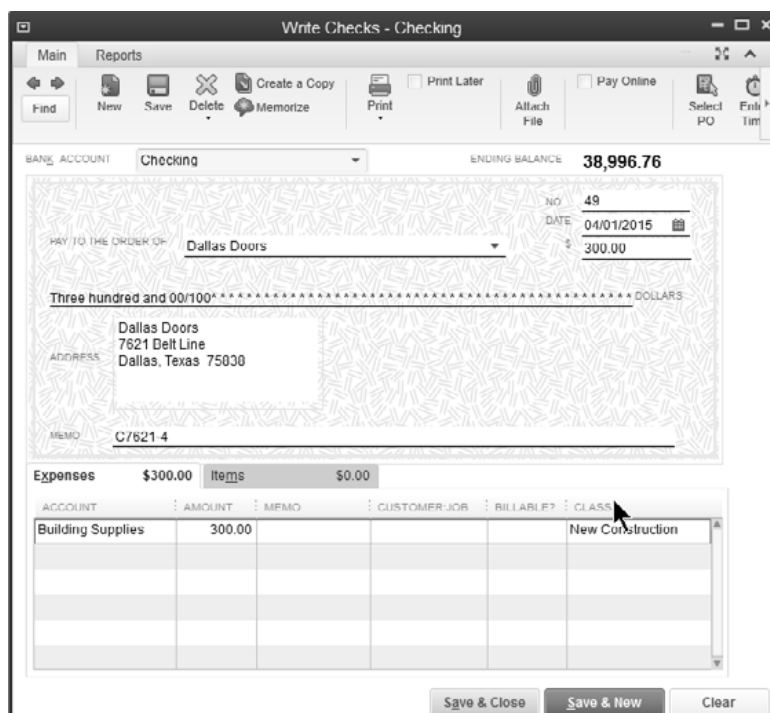 Write Checks - Checking
Main Reports
Find New Save Delete Create a Copy Memorize Print Print Later Attach File Pay Online Select PO
BANK ACCOUNT Checking ENDING BALANCE 38,996.76
NO 49
DATE 04/01/2015
PAY TO THE ORDER OF Dallas Doors $ 300.00
Three hundred and 00/100* * * * * * * * * * * * * * * * * * * * * * * * * * * * * * * * * * * * * * * * * * * * * * * * * * * * * * DOLLARS
Dallas Doors
7621 Belt Line
ADDRESS Dallas, Texas
MEMO C7621-4
Expenses $300.00 Items $0.00
ACCOUNT AMOUNT MEMO CUSTOMER:JOB BILLABLE? CLASS
Building Supplies 300.00 New Construction
Save & Close Save & New Clear